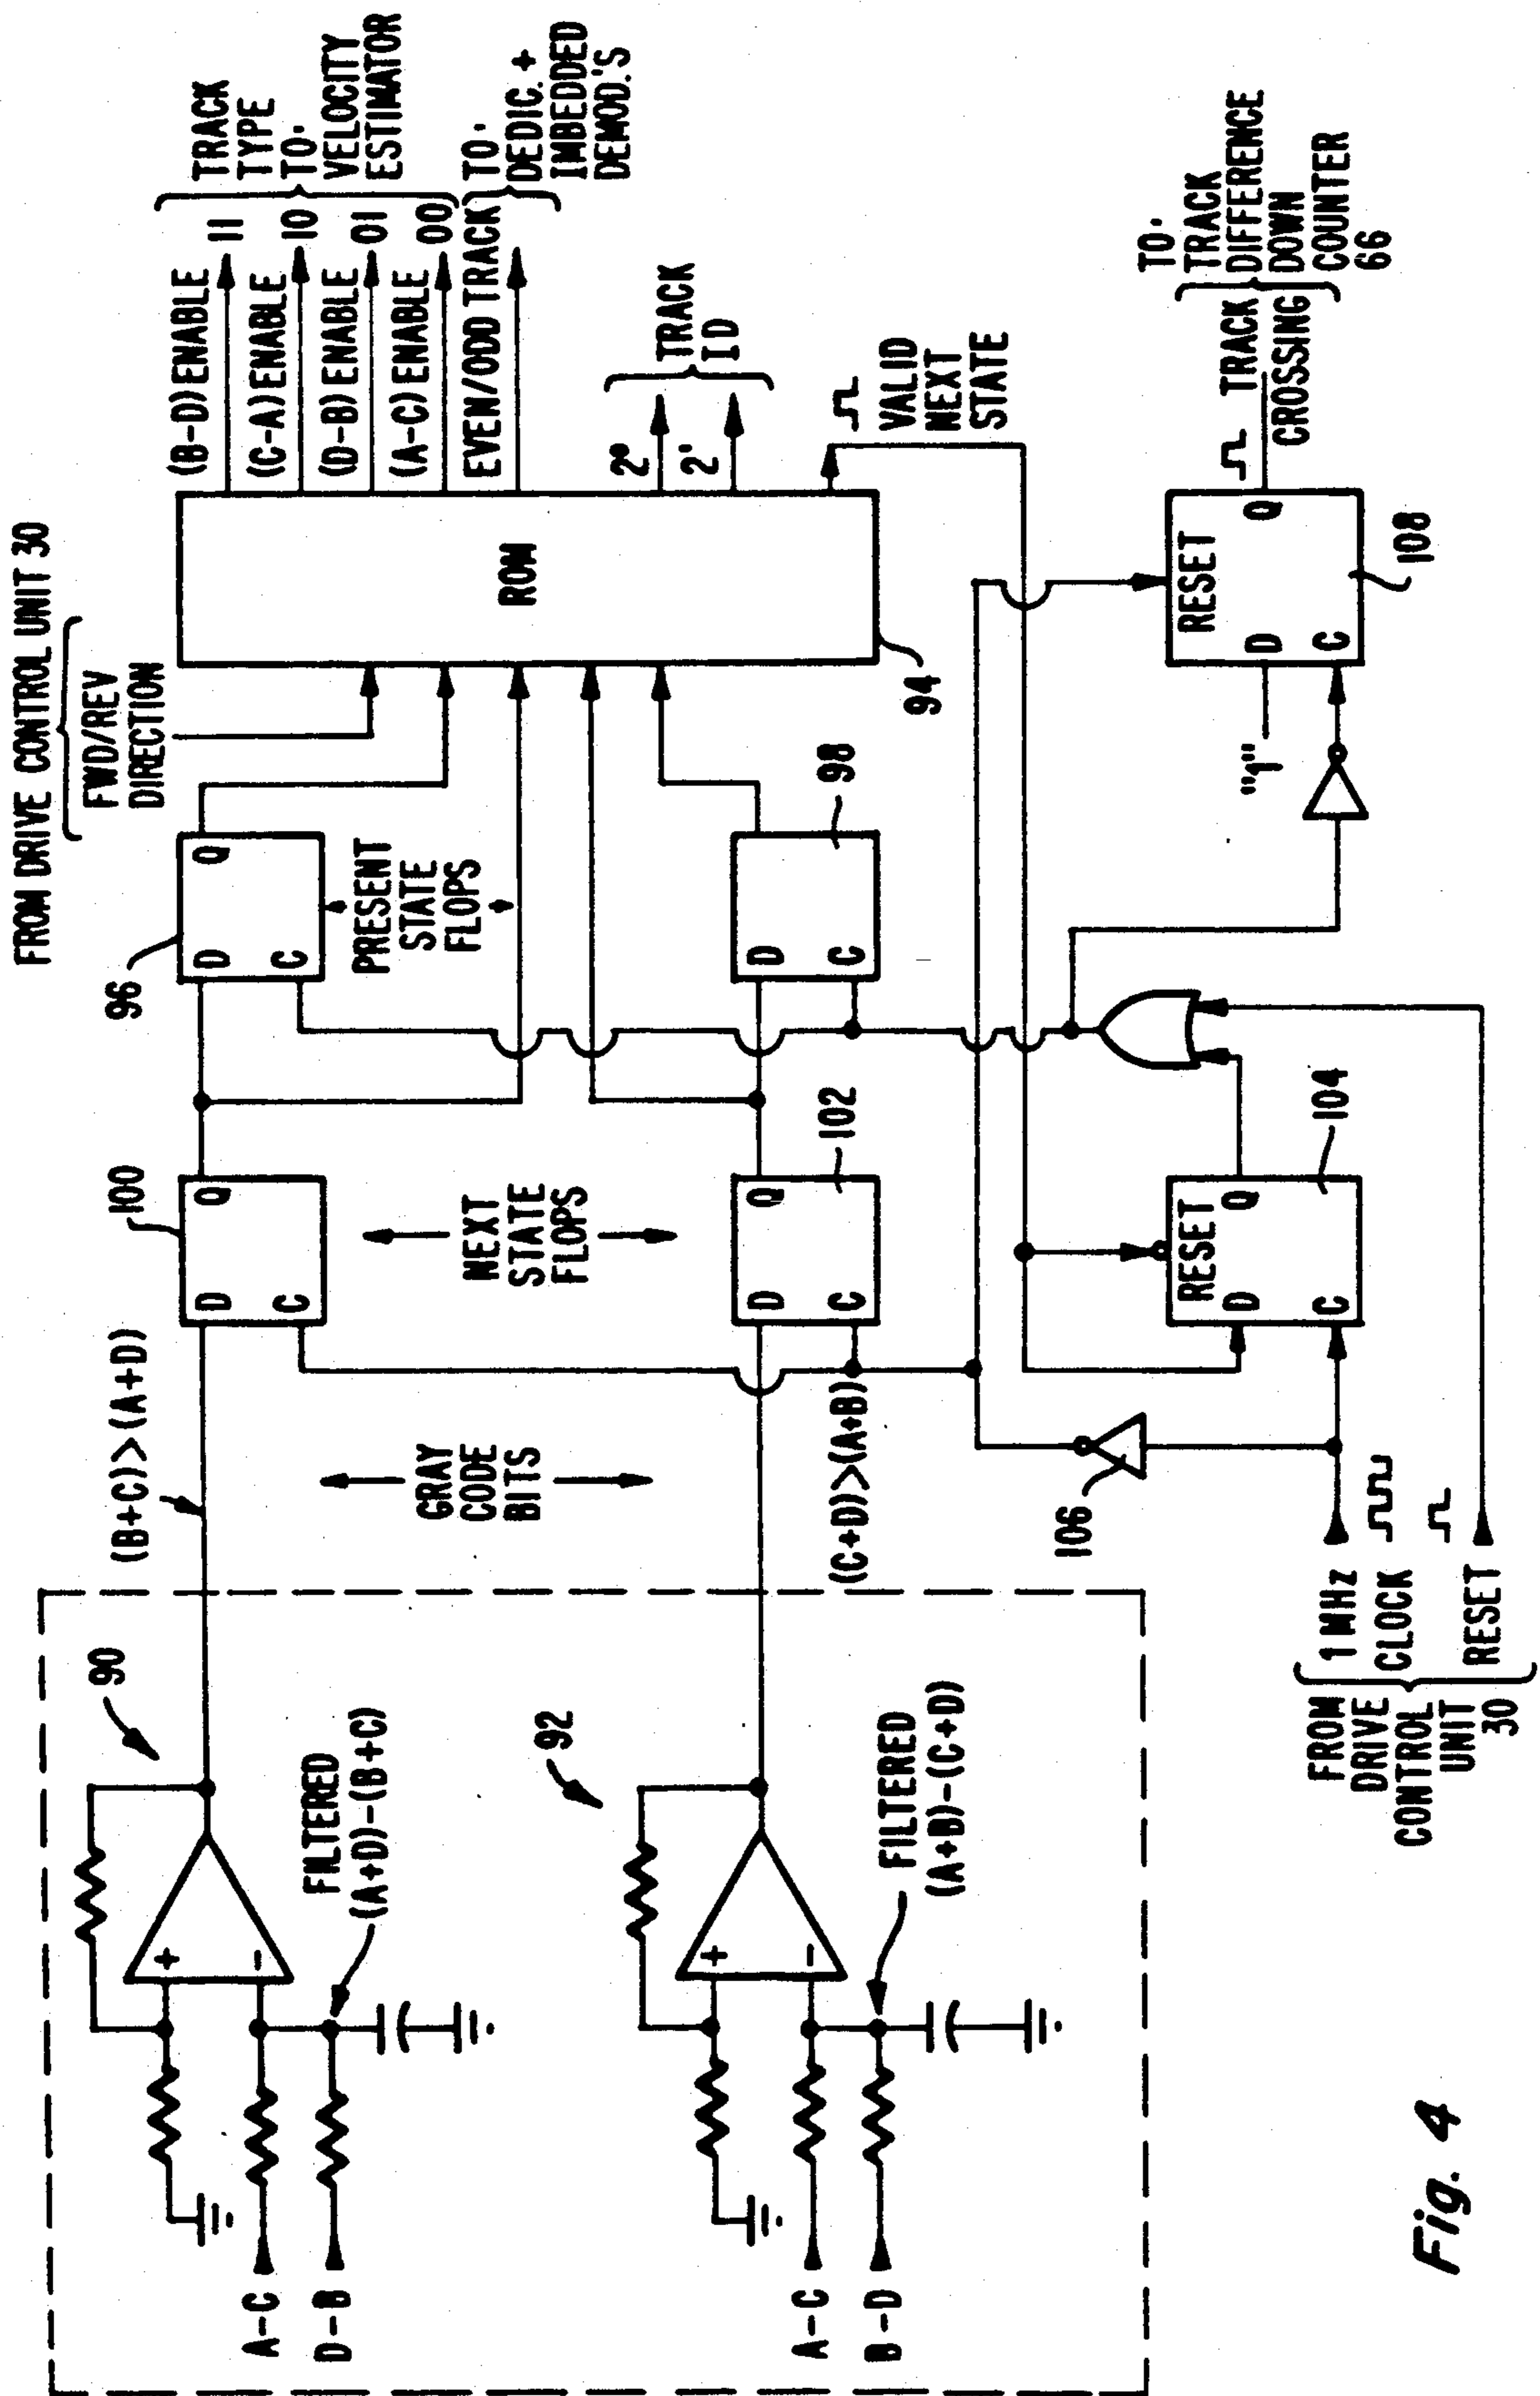 FROM DRIVE CONTROL UNIT 30
FWD/REV
DIRECTION
90
FILTERED
(A+D)-(B+C)
+
-
A-C
D-B
92
FILTERED
(A+B)-(C+D)
+
-
A-C
B-D
(B+C)>(A+D)
GRAY
CODE
BITS
(C+D)>(A+B)
100
D
Q
C
NEXT
STATE
FLOPS
102
D
Q
C
96
D
Q
C
PRESENT
STATE
FLOPS
98
D
C
ROM
94
(B-D) ENABLE
11
(C-A) ENABLE
10
(D-B) ENABLE
01
(A-C) ENABLE
00
TRACK
TYPE
TO.
VELOCITY
ESTIMATOR
EVEN/ODD TRACK
TO.
DEDIC. +
IMBEDDED
DEMOD.'S
2⁰
2'
TRACK
ID
VALID
NEXT
STATE
106
RESET
D
Q
C
104
"1"
RESET
D
Q
C
108
TRACK
CROSSING
TO.
TRACK
DIFFERENCE
DOWN
COUNTER
66
1 MHz
CLOCK
RESET
FROM
DRIVE
CONTROL
UNIT
30
Fig. 4